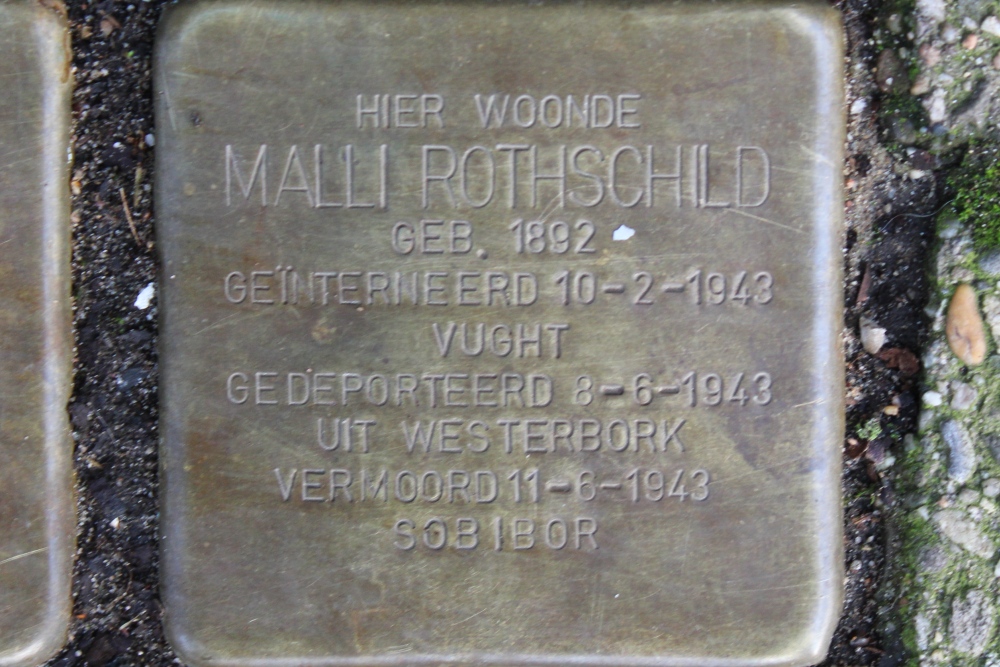 HIER WOONDE
MALLI ROTHSCHILD
GEB. 1892
GEÏNTERNEERD 10-2-1943
VUGHT
GEDEPORTEERD 8-6-1943
UIT WESTERBORK
VERMOORD 11-6-1943
SOBIBOR